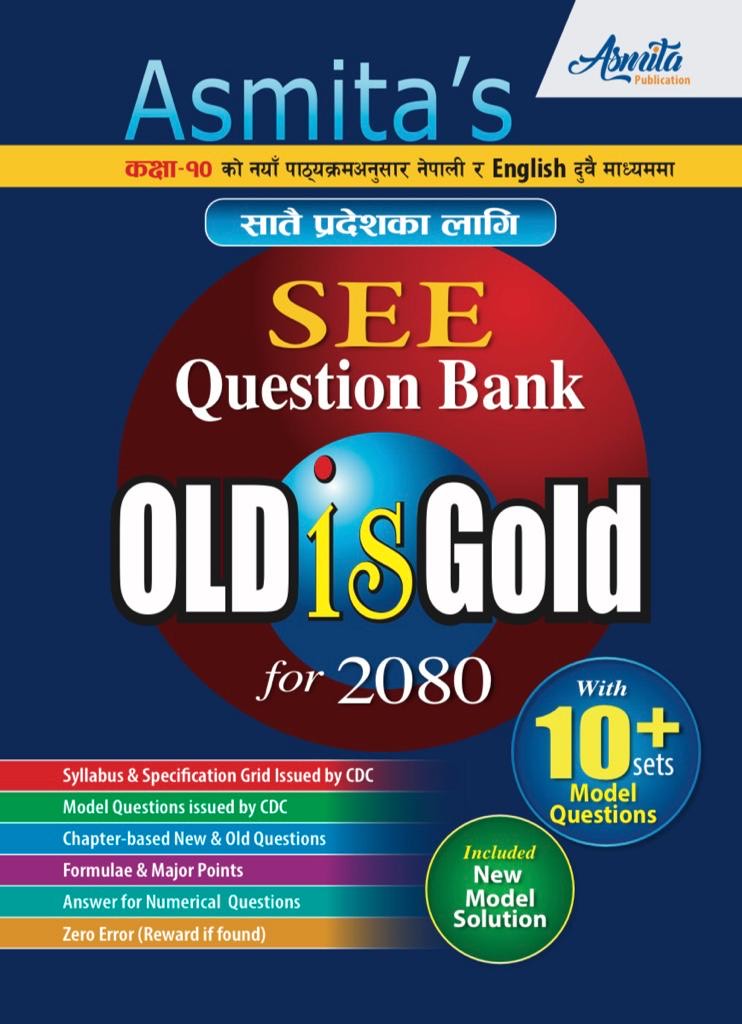 Asmita
Publication
Asmita's
कक्षा-१० को नयाँ पाठ्यक्रमअनुसार नेपाली र English दुवै माध्यममा
सातै प्रदेशका लागि
SEE
Question Bank
OLD is Gold
for 2080
With
10+
sets
Model
Questions
Syllabus & Specification Grid Issued by CDC
Model Questions issued by CDC
Chapter-based New & Old Questions
Formulae & Major Points
Answer for Numerical Questions
Zero Error (Reward if found)
Included
New
Model
Solution